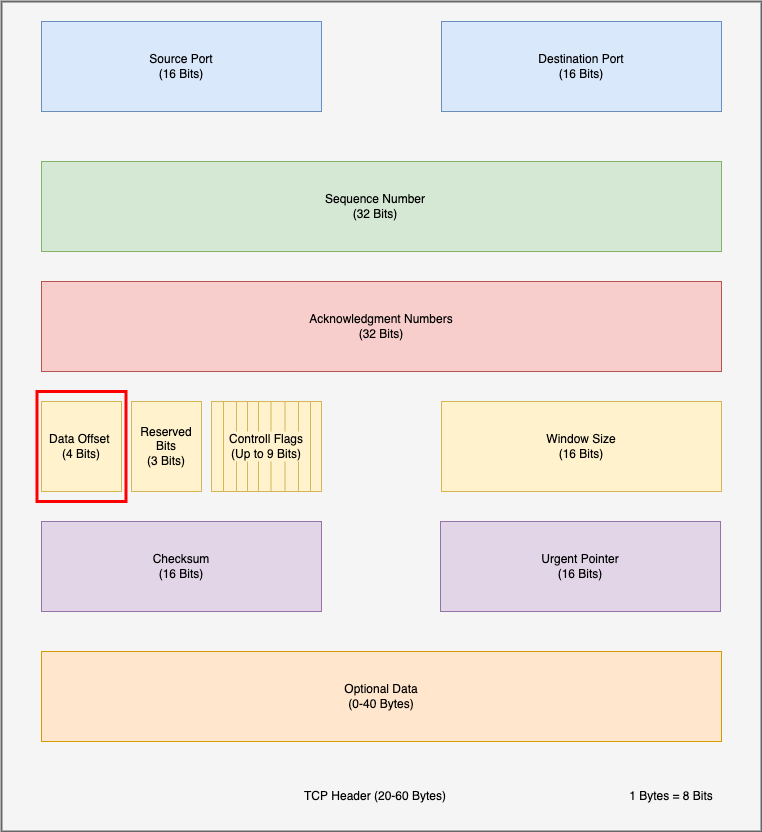 Source Port
(16 Bits)
Destination Port
(16 Bits)
Sequence Number
(32 Bits)
Acknowledgment Numbers
(32 Bits)
Data Offset
(4 Bits)
Reserved
Bits
(3 Bits)
Controll Flags
(Up to 9 Bits)
Window Size
(16 Bits)
Checksum
(16 Bits)
Urgent Pointer
(16 Bits)
Optional Data
(0-40 Bytes)
TCP Header (20-60 Bytes)
1 Bytes = 8 Bits